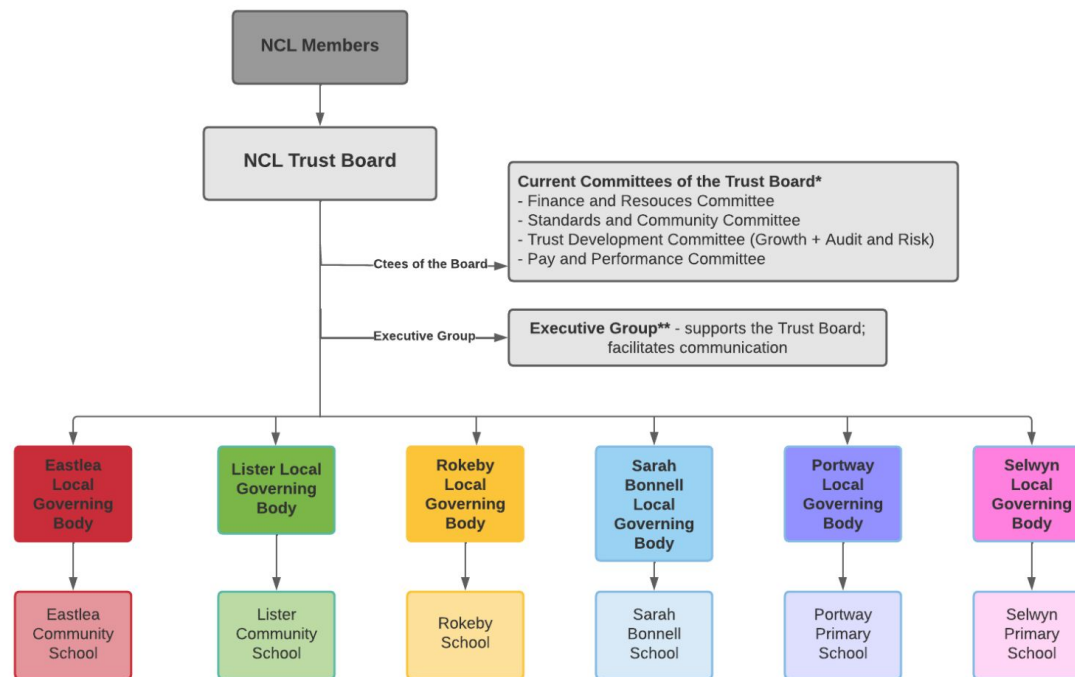 NCL Members
NCL Trust Board
Current Committees of the Trust Board*
- Finance and Resouces Committee
- Standards and Community Committee
- Trust Development Committee (Growth + Audit and Risk)
- Pay and Performance Committee
Ctees of the Board
Executive Group
Executive Group** - supports the Trust Board;
facilitates communication
Eastlea
Local
Governing
Body
Lister Local
Governing
Body
Rokeby
Local
Governing
Body
Sarah
Bonnell
Local
Governing
Body
Portway
Local
Governing
Body
Selwyn
Local
Governing
Body
Eastlea
Community
School
Lister
Community
School
Rokeby
School
Sarah
Bonnell
School
Portway
Primary
School
Selwyn
Primary
School